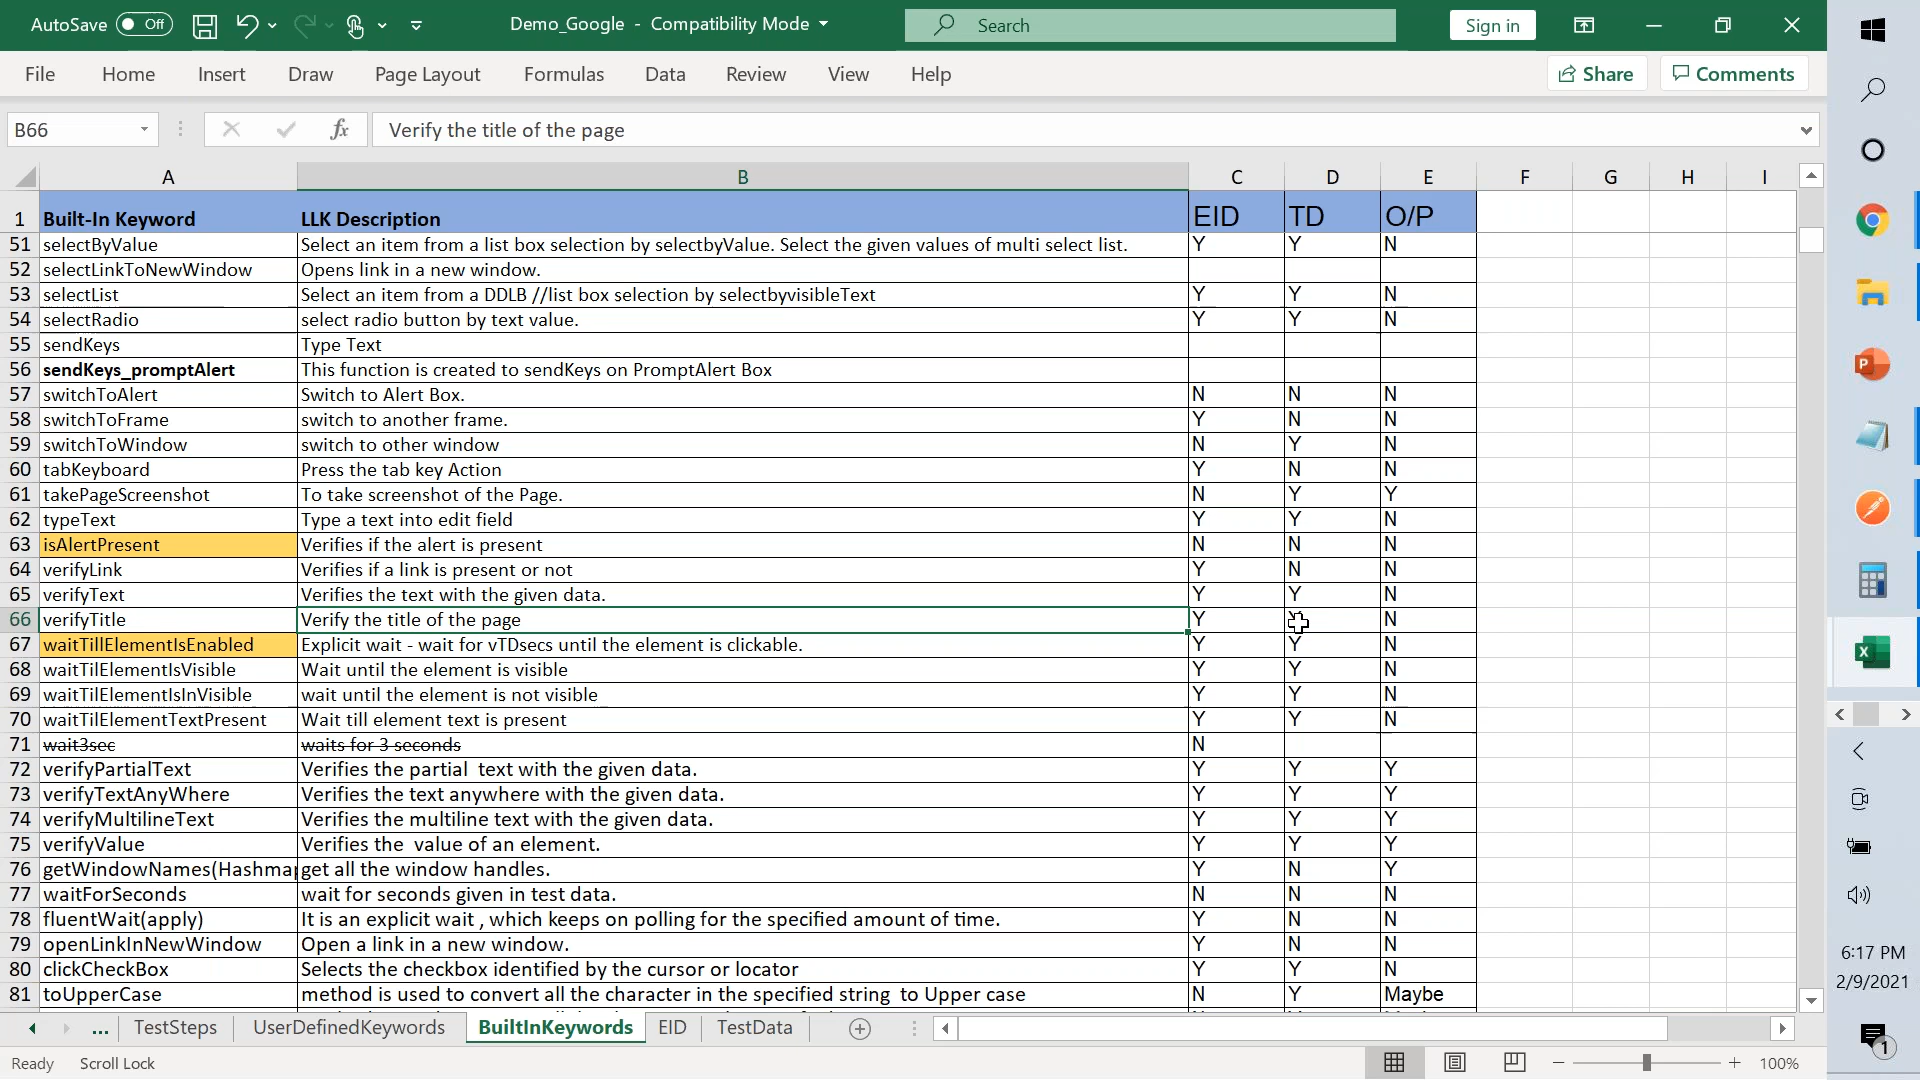 AutoSave Off Demo_Google - Compatibility Mode Search Sign in
File Home Insert Draw Page Layout Formulas Data Review View Help Share Comments
B66 fx Verify the title of the page
A B C D E F G H I
1 Built-In Keyword LLK Description EID TD O/P
51 selectByValue Select an item from a list box selection by selectbyValue. Select the given values of multi select list. Y Y N
52 selectLinkToNewWindow Opens link in a new window.
53 selectList Select an item from a DDLB //list box selection by selectbyvisibleText Y Y N
54 selectRadio select radio button by text value. Y Y N
55 sendKeys Type Text
56 sendKeys_promptAlert This function is created to sendKeys on PromptAlert Box
57 switchToAlert Switch to Alert Box. N N N
58 switchToFrame switch to another frame. Y N N
59 switchToWindow switch to other window N Y N
60 tabKeyboard Press the tab key Action Y N N
61 takePageScreenshot To take screenshot of the Page. N Y Y
62 typeText Type a text into edit field Y Y N
63 isAlertPresent Verifies if the alert is present N N N
64 verifyLink Verifies if a link is present or not Y N N
65 verifyText Verifies the text with the given data. Y Y N
66 verifyTitle Verify the title of the page Y Y N
67 waitTillElementIsEnabled Explicit wait - wait for vTDsecs until the element is clickable. Y Y N
68 waitTilElementIsVisible Wait until the element is visible Y Y N
69 waitTilElementIsInVisible wait until the element is not visible Y Y N
70 waitTilElementTextPresent Wait till element text is present Y Y N
71 wait3sec waits for 3 seconds N
72 verifyPartialText Verifies the partial text with the given data. Y Y Y
73 verifyTextAnyWhere Verifies the text anywhere with the given data. Y Y Y
74 verifyMultilineText Verifies the multiline text with the given data. Y Y Y
75 verifyValue Verifies the value of an element. Y Y Y
76 getWindowNames(Hashmap get all the window handles. Y N Y
77 waitForSeconds wait for seconds given in test data. N N N
78 fluentWait(apply) It is an explicit wait , which keeps on polling for the specified amount of time. Y N N
79 openLinkInNewWindow Open a link in a new window. Y N N
80 clickCheckBox Selects the checkbox identified by the cursor or locator Y Y N
81 toUpperCase method is used to convert all the character in the specified string to Upper case N Y Maybe
... TestSteps UserDefinedKeywords BuiltInKeywords EID TestData
Ready Scroll Lock 100%
6:17 PM
2/9/2021
1